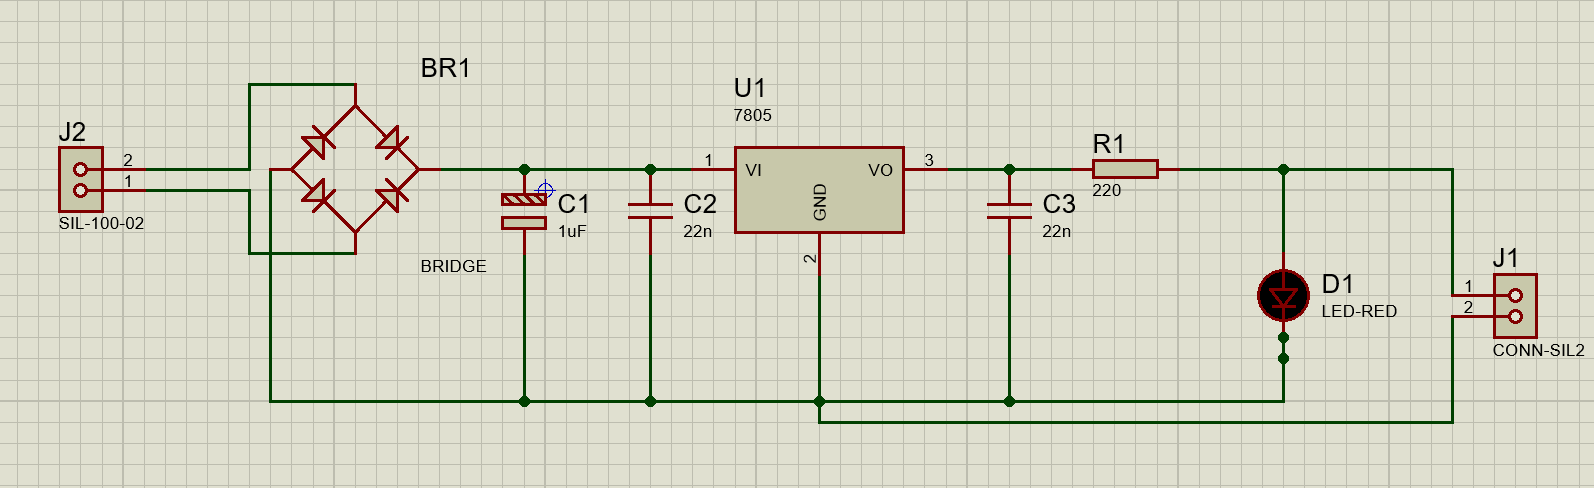 BR1
BRIDGE
J2
2
1
SIL-100-02
C1
1uF
C2
22n
U1
7805
1
VI
VO
3
GND
2
C3
22n
R1
220
D1
LED-RED
J1
1
2
CONN-SIL2